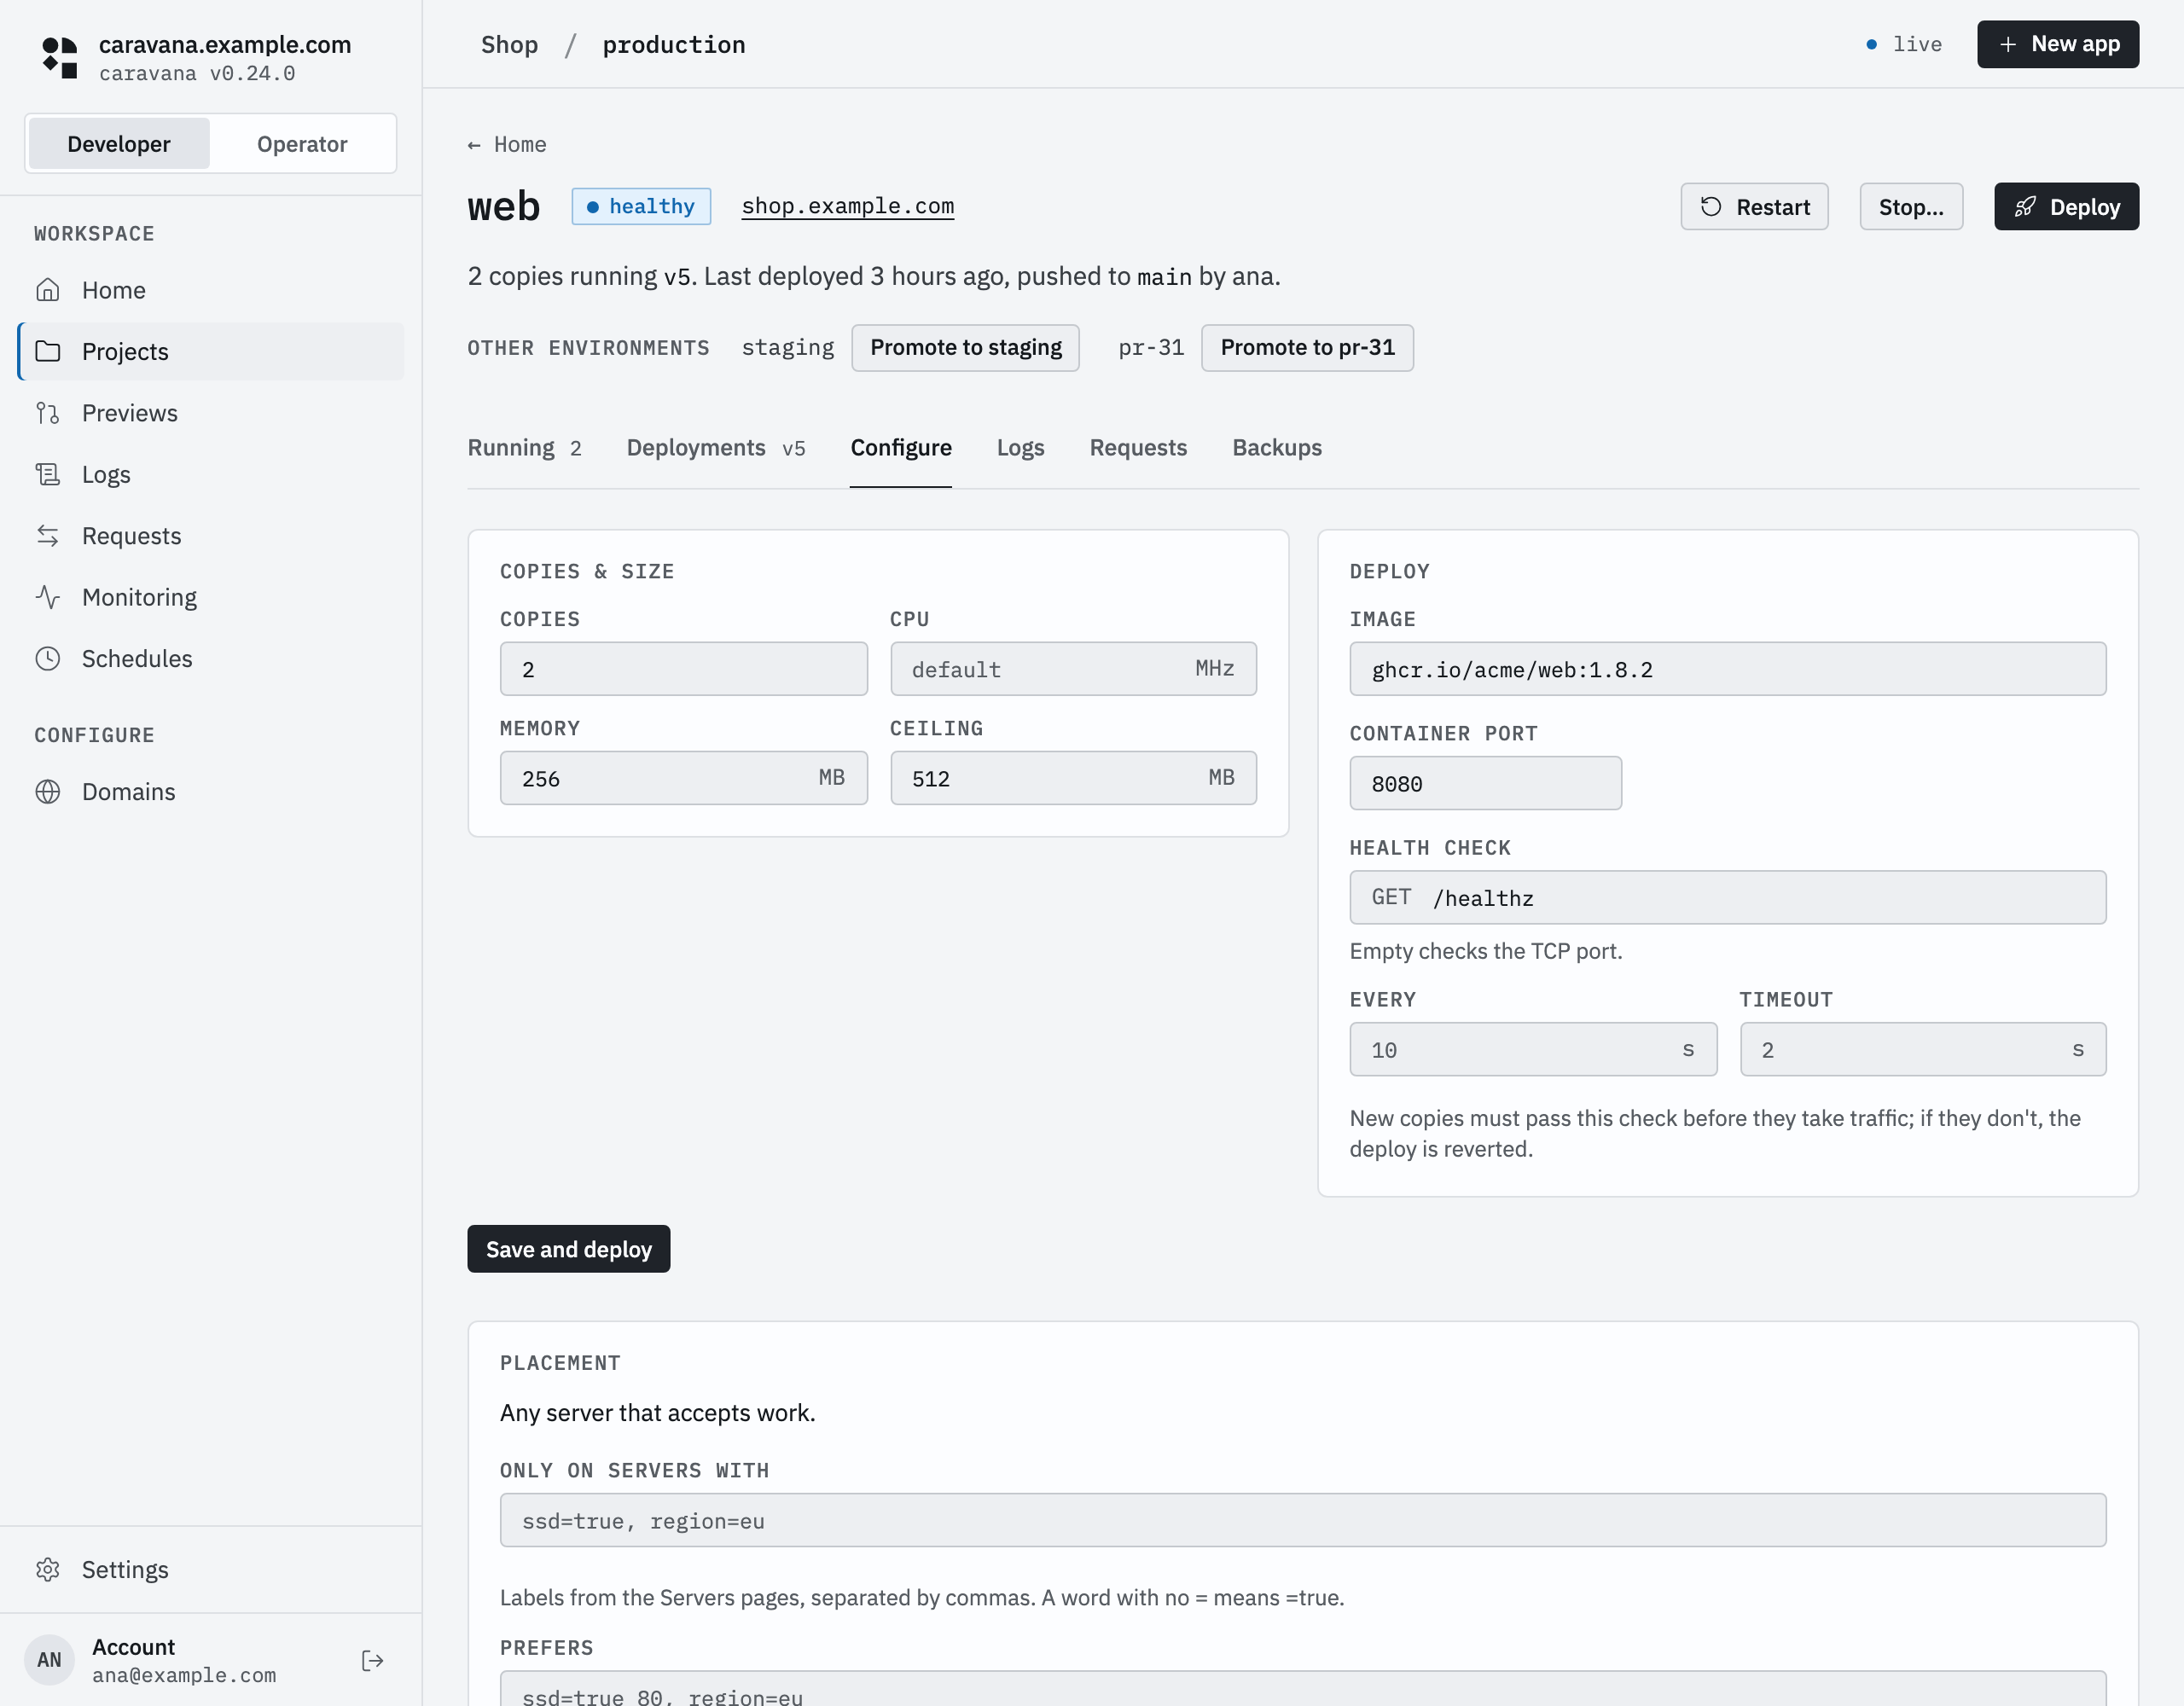 caravana.example.com
caravana v0.24.0
Developer
Operator
WORKSPACE
Home
Projects
Previews
Logs
Requests
Monitoring
Schedules
CONFIGURE
Domains
Settings
AN
Account
ana@example.com
Shop / production
live
+ New app
← Home
web
healthy
shop.example.com
Restart
Stop...
Deploy
2 copies running v5. Last deployed 3 hours ago, pushed to main by ana.
OTHER ENVIRONMENTS
staging
Promote to staging
pr-31
Promote to pr-31
Running 2
Deployments v5
Configure
Logs
Requests
Backups
COPIES & SIZE
COPIES
2
CPU
default MHz
MEMORY
256 MB
CEILING
512 MB
DEPLOY
IMAGE
ghcr.io/acme/web:1.8.2
CONTAINER PORT
8080
HEALTH CHECK
GET /healthz
Empty checks the TCP port.
EVERY
10 s
TIMEOUT
2 s
New copies must pass this check before they take traffic; if they don't, the
deploy is reverted.
Save and deploy
PLACEMENT
Any server that accepts work.
ONLY ON SERVERS WITH
ssd=true, region=eu
Labels from the Servers pages, separated by commas. A word with no = means =true.
PREFERS
ssd=true 80, region=eu